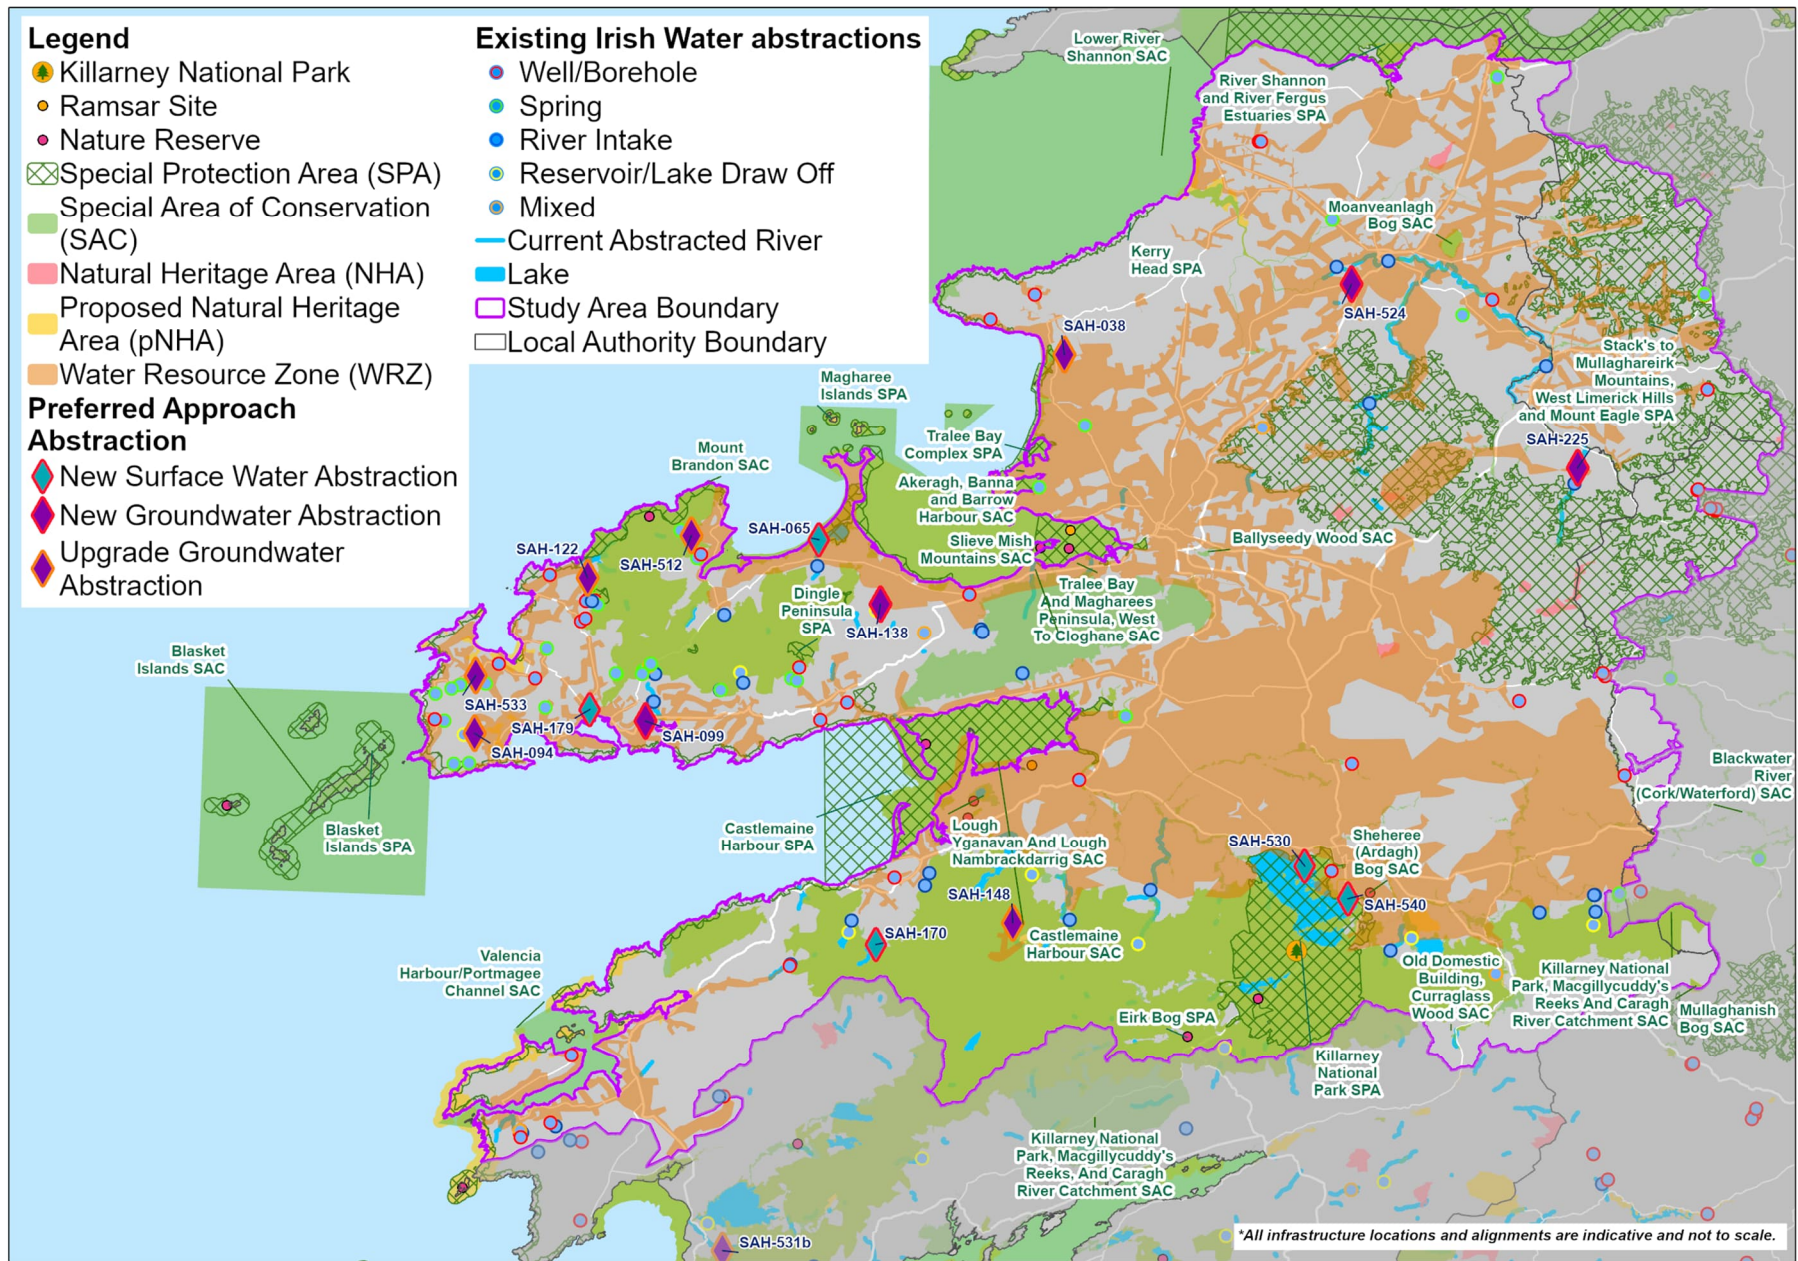 Legend
Killarney National Park
Ramsar Site
Nature Reserve
Special Protection Area (SPA)
Special Area of Conservation
(SAC)
Natural Heritage Area (NHA)
Proposed Natural Heritage
Area (pNHA)
Water Resource Zone (WRZ)
Preferred Approach
Abstraction
New Surface Water Abstraction
New Groundwater Abstraction
Upgrade Groundwater
Abstraction
Existing Irish Water abstractions
Well/Borehole
Spring
River Intake
Reservoir/Lake Draw Off
Mixed
Current Abstracted River
Lake
Study Area Boundary
Local Authority Boundary
Lower River
Shannon SAC
River Shannon
and River Fergus
Estuaries SPA
Moanveanlagh
Bog SAC
Kerry
Head SPA
SAH-524
SAH-038
Stack's to
Mullaghareirk
Mountains,
West Limerick Hills
and Mount Eagle SPA
SAH-225
Magharee
Islands SPA
Tralee Bay
Complex SPA
Mount
Brandon SAC
Akeragh, Banna
and Barrow
Harbour SAC
SAH-065
SAH-122
SAH-512
Slieve Mish
Mountains SAC
Ballyseedy Wood SAC
Dingle
Peninsula
SPA
SAH-138
Tralee Bay
And Magharees
Peninsula, West
To Cloghane SAC
Blasket
Islands SAC
SAH-533
SAH-179
SAH-099
SAH-094
Blasket
Islands SPA
Castlemaine
Harbour SPA
Lough
Yganavan And Lough
Nambrackdarrig SAC
SAH-530
Sheheree
(Ardagh)
Bog SAC
Blackwater
River
(Cork/Waterford) SAC
SAH-148
SAH-540
SAH-170
Castlemaine
Harbour SAC
Valencia
Harbour/Portmagee
Channel SAC
Old Domestic
Building,
Curraglass
Wood SAC
Killarney National
Park, Macgillycuddy's
Reeks And Caragh
River Catchment SAC
Mullaghanish
Bog SAC
Eirk Bog SPA
Killarney
National
Park SPA
Killarney National
Park, Macgillycuddy's
Reeks, And Caragh
River Catchment SAC
SAH-531b
*All infrastructure locations and alignments are indicative and not to scale.